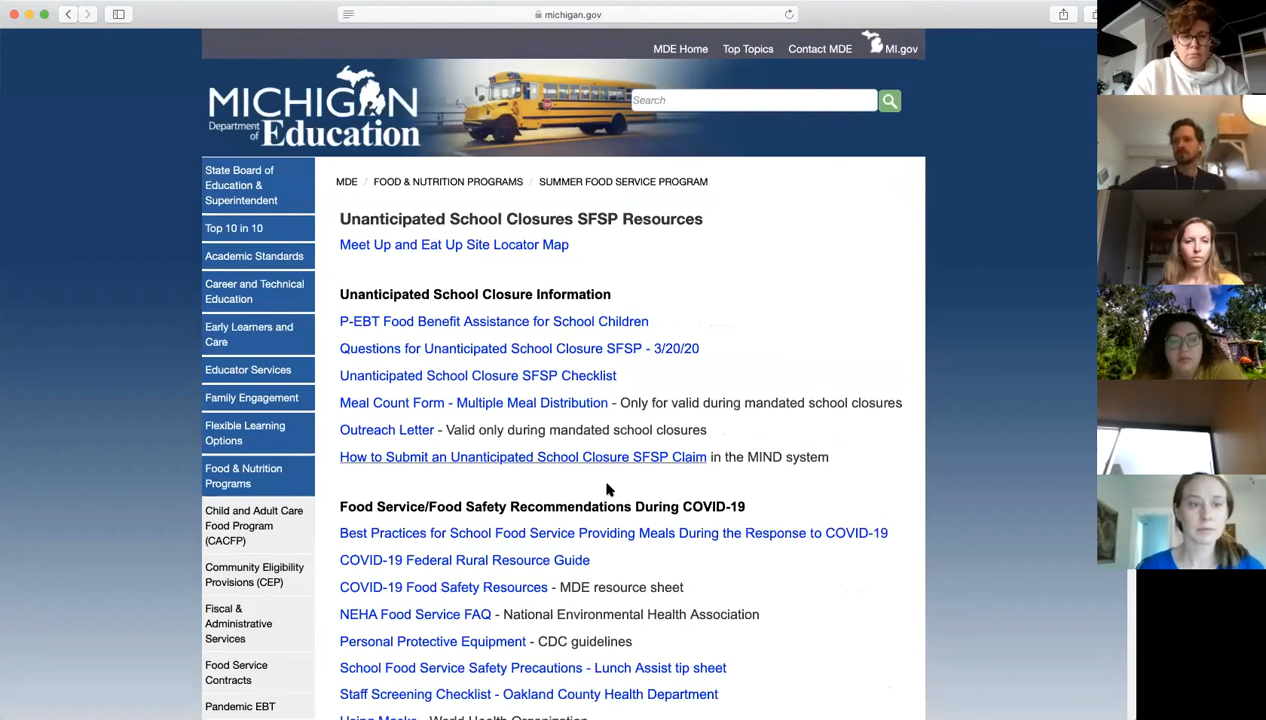 michigan.gov
MDE Home Top Topics Contact MDE MI.gov
MICHIGAN
Department of Education
Search
State Board of
Education &
Superintendent
Top 10 in 10
Academic Standards
Career and Technical
Education
Early Learners and
Care
Educator Services
Family Engagement
Flexible Learning
Options
Food & Nutrition
Programs
Child and Adult Care
Food Program
(CACFP)
Community Eligibility
Provisions (CEP)
Fiscal &
Administrative
Services
Food Service
Contracts
Pandemic EBT
MDE / FOOD & NUTRITION PROGRAMS / SUMMER FOOD SERVICE PROGRAM
Unanticipated School Closures SFSP Resources
Meet Up and Eat Up Site Locator Map
Unanticipated School Closure Information
P-EBT Food Benefit Assistance for School Children
Questions for Unanticipated School Closure SFSP - 3/20/20
Unanticipated School Closure SFSP Checklist
Meal Count Form - Multiple Meal Distribution - Only for valid during mandated school closures
Outreach Letter - Valid only during mandated school closures
How to Submit an Unanticipated School Closure SFSP Claim in the MIND system
Food Service/Food Safety Recommendations During COVID-19
Best Practices for School Food Service Providing Meals During the Response to COVID-19
COVID-19 Federal Rural Resource Guide
COVID-19 Food Safety Resources - MDE resource sheet
NEHA Food Service FAQ - National Environmental Health Association
Personal Protective Equipment - CDC guidelines
School Food Service Safety Precautions - Lunch Assist tip sheet
Staff Screening Checklist - Oakland County Health Department
Using Masks - World Health Organization